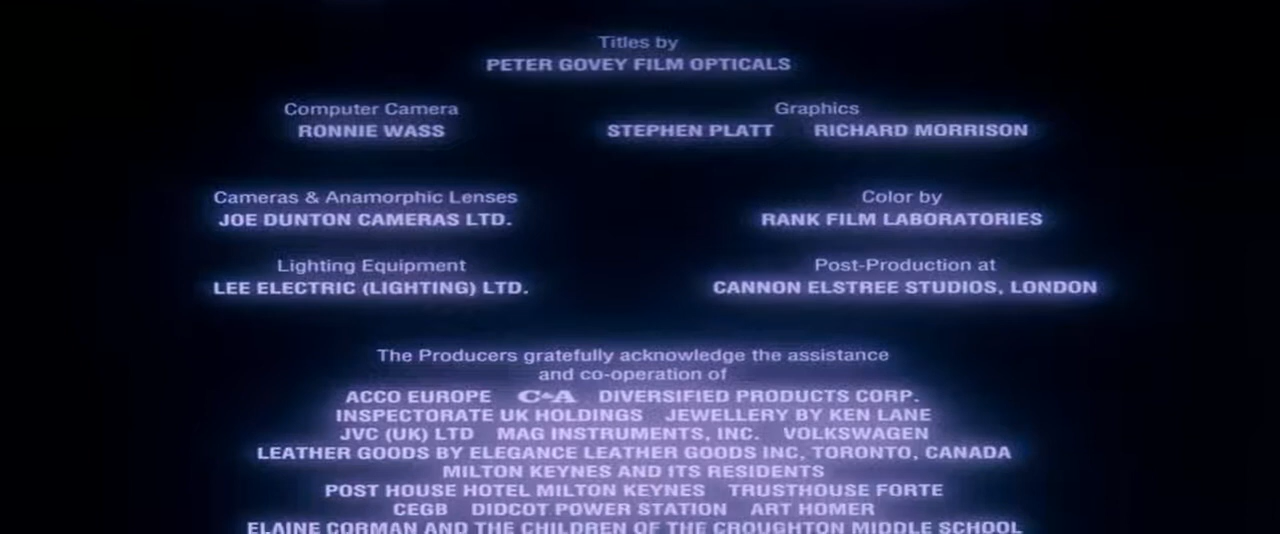 Titles by
PETER GOVEY FILM OPTICALS
Computer Camera
RONNIE WASS
Graphics
STEPHEN PLATT RICHARD MORRISON
Cameras & Anamorphic Lenses
JOE DUNTON CAMERAS LTD.
Color by
RANK FILM LABORATORIES
Lighting Equipment
LEE ELECTRIC (LIGHTING) LTD.
Post-Production at
CANNON ELSTREE STUDIOS, LONDON
The Producers gratefully acknowledge the assistance
and co-operation of
ACCO EUROPE C&A DIVERSIFIED PRODUCTS CORP.
INSPECTORATE UK HOLDINGS JEWELLERY BY KEN LANE
JVC (UK) LTD MAG INSTRUMENTS, INC. VOLKSWAGEN
LEATHER GOODS BY ELEGANCE LEATHER GOODS INC, TORONTO, CANADA
MILTON KEYNES AND ITS RESIDENTS
POST HOUSE HOTEL MILTON KEYNES TRUSTHOUSE FORTE
CEGB DIDCOT POWER STATION ART HOMER
ELAINE CORMAN AND THE CHILDREN OF THE CROUGHTON MIDDLE SCHOOL